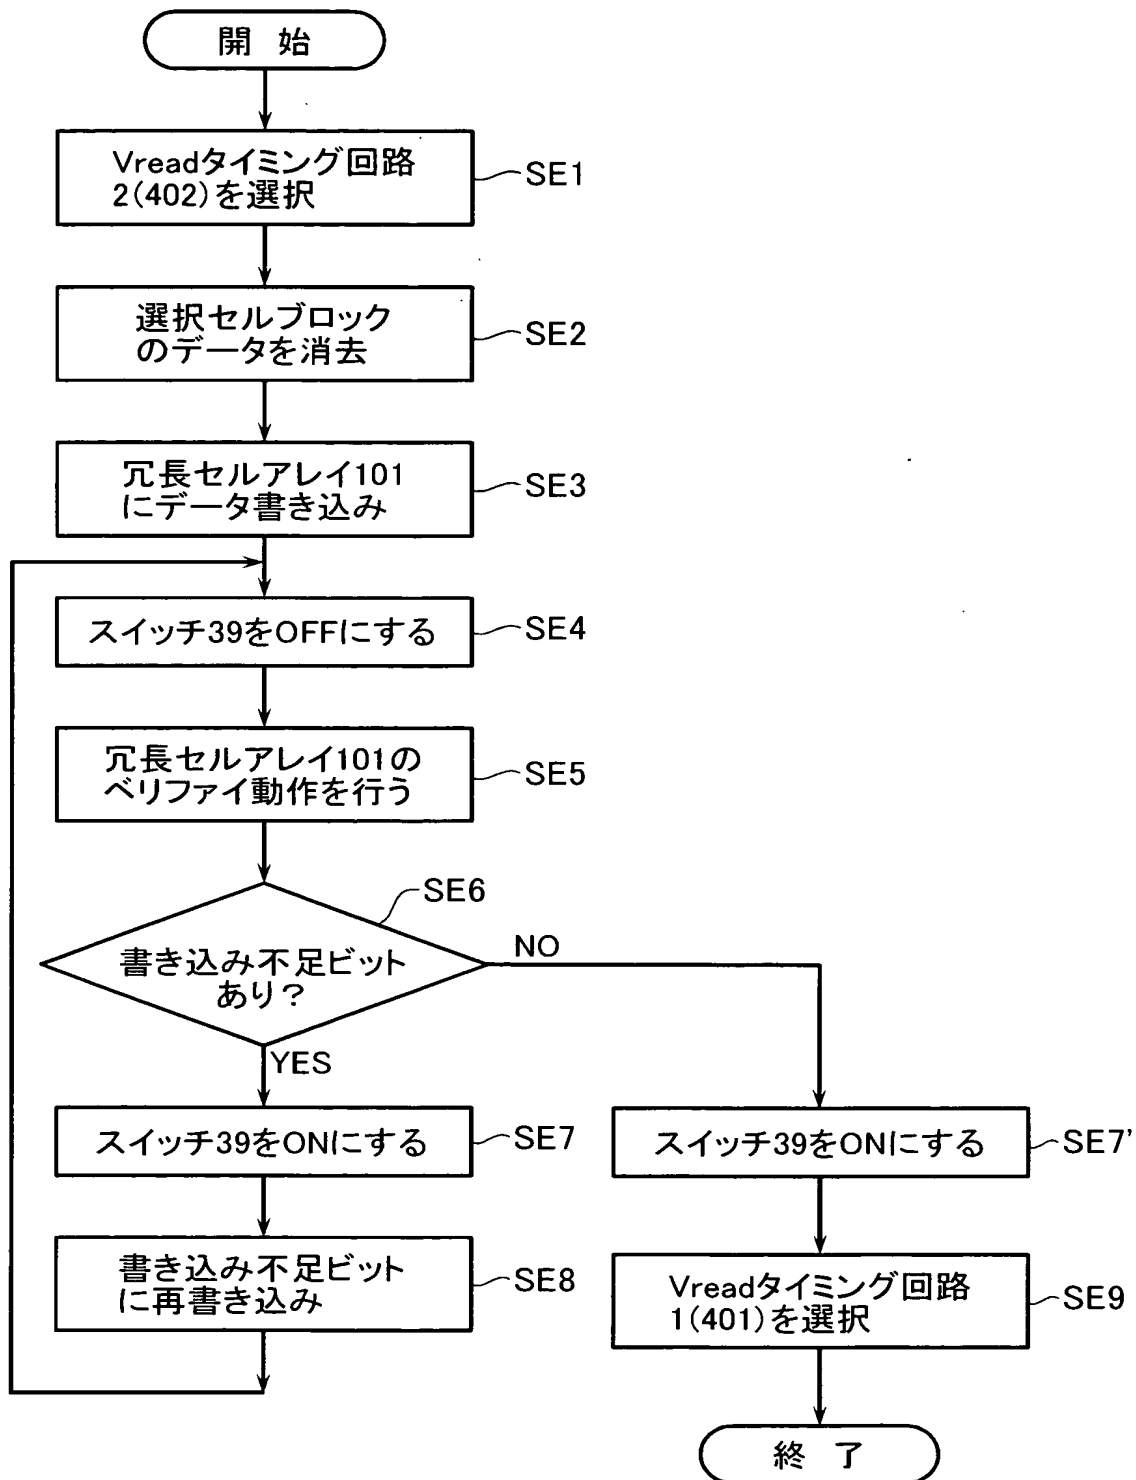 開 始
Vreadタイミング回路
2(402)を選択
SE1
選択セルブロック
のデータを消去
SE2
冗長セルアレイ101
にデータ書き込み
SE3
スイッチ39をOFFにする
SE4
冗長セルアレイ101の
ベリファイ動作を行う
SE5
SE6
書き込み不足ビット
あり?
NO
YES
スイッチ39をONにする
SE7
スイッチ39をONにする
SE7'
書き込み不足ビット
に再書き込み
SE8
Vreadタイミング回路
1(401)を選択
SE9
終 了